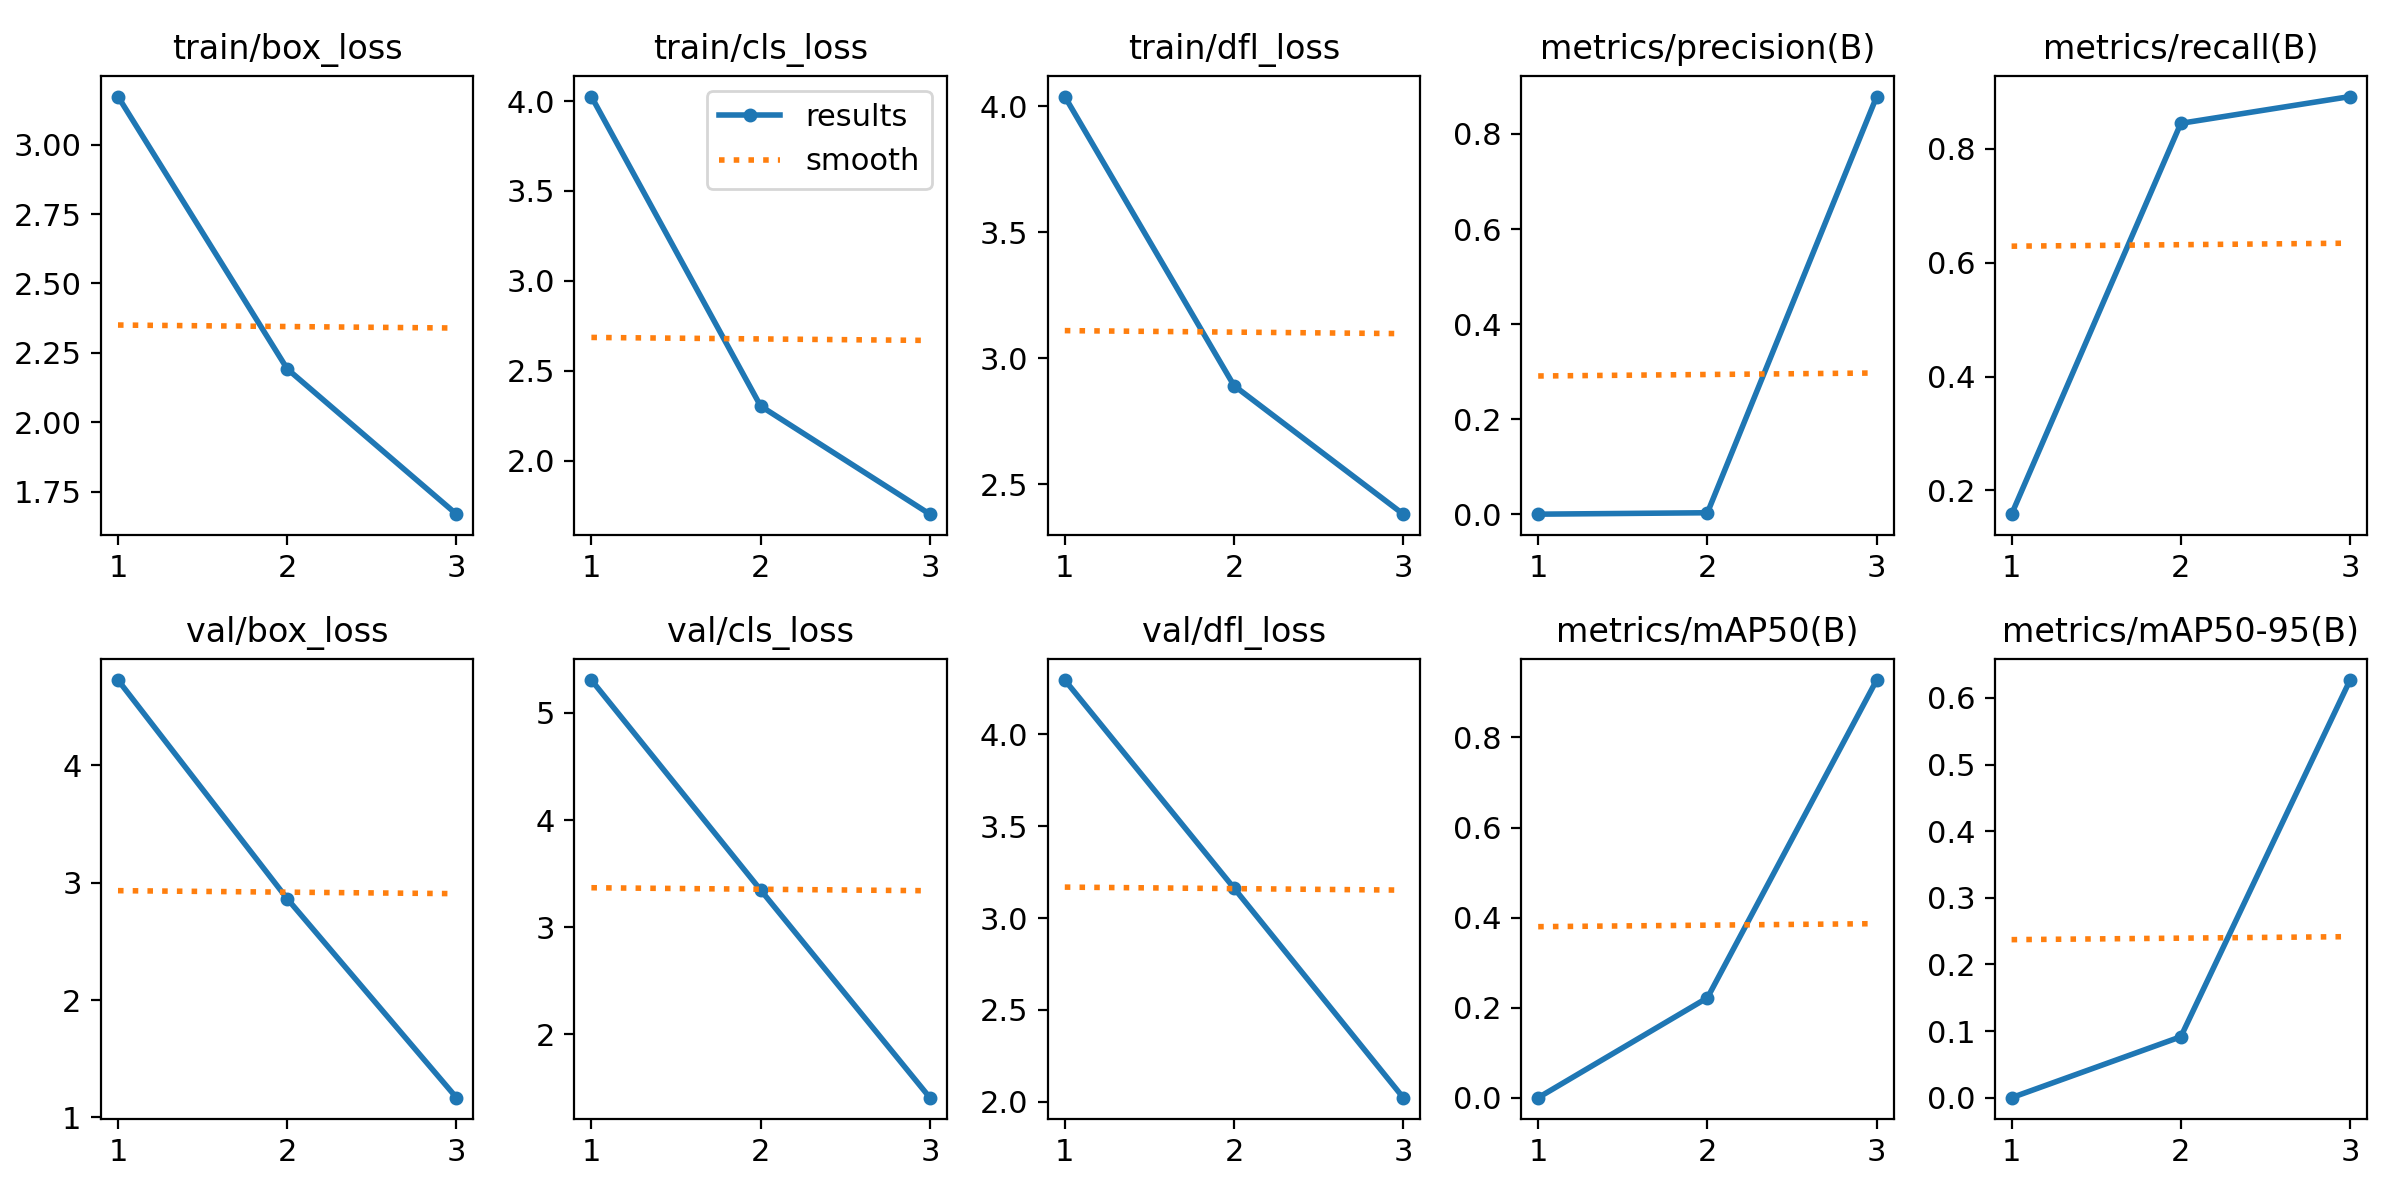 train/box_loss
3.00
2.75
2.50
2.25
2.00
1.75
1 2 3
train/cls_loss
results
smooth
4.0
3.5
3.0
2.5
2.0
1 2 3
train/dfl_loss
4.0
3.5
3.0
2.5
1 2 3
metrics/precision(B)
0.8
0.6
0.4
0.2
0.0
1 2 3
metrics/recall(B)
0.8
0.6
0.4
0.2
1 2 3
val/box_loss
4
3
2
1
1 2 3
val/cls_loss
5
4
3
2
1 2 3
val/dfl_loss
4.0
3.5
3.0
2.5
2.0
1 2 3
metrics/mAP50(B)
0.8
0.6
0.4
0.2
0.0
1 2 3
metrics/mAP50-95(B)
0.6
0.5
0.4
0.3
0.2
0.1
0.0
1 2 3